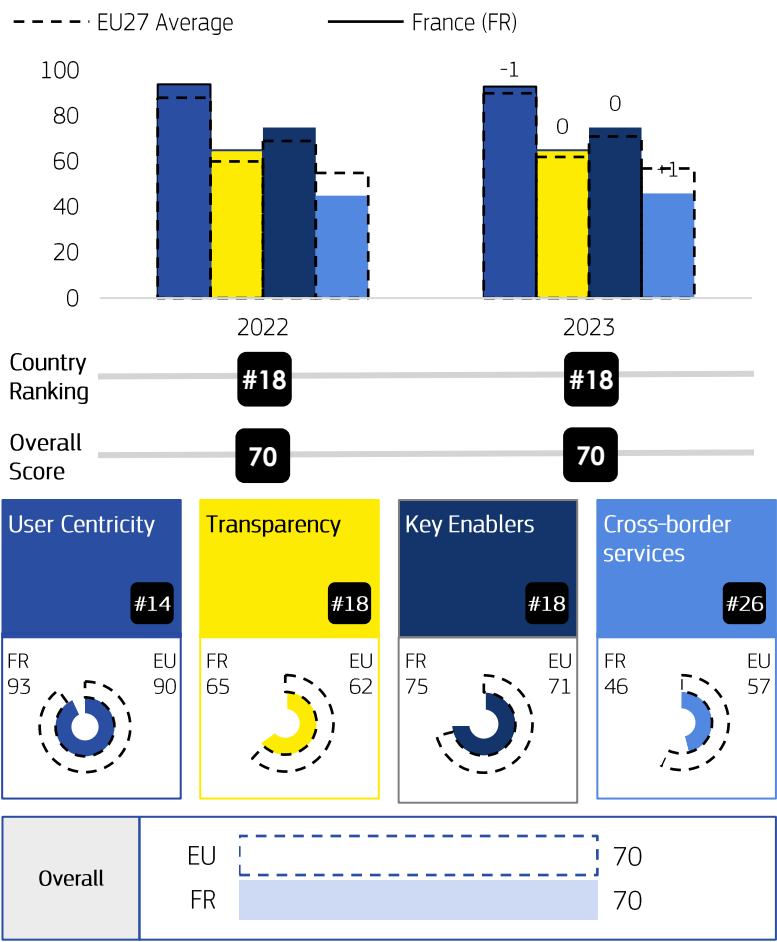 EU27 Average
France (FR)
100
80
60
40
20
0
-1
0
0
+1
2022
2023
Country
Ranking
#18
#18
Overall
Score
70
70
User Centricity
#14
Transparency
#18
Key Enablers
#18
Cross-border
services
#26
FR
93
EU
90
FR
65
EU
62
FR
75
EU
71
FR
46
EU
57
Overall
EU
70
FR
70